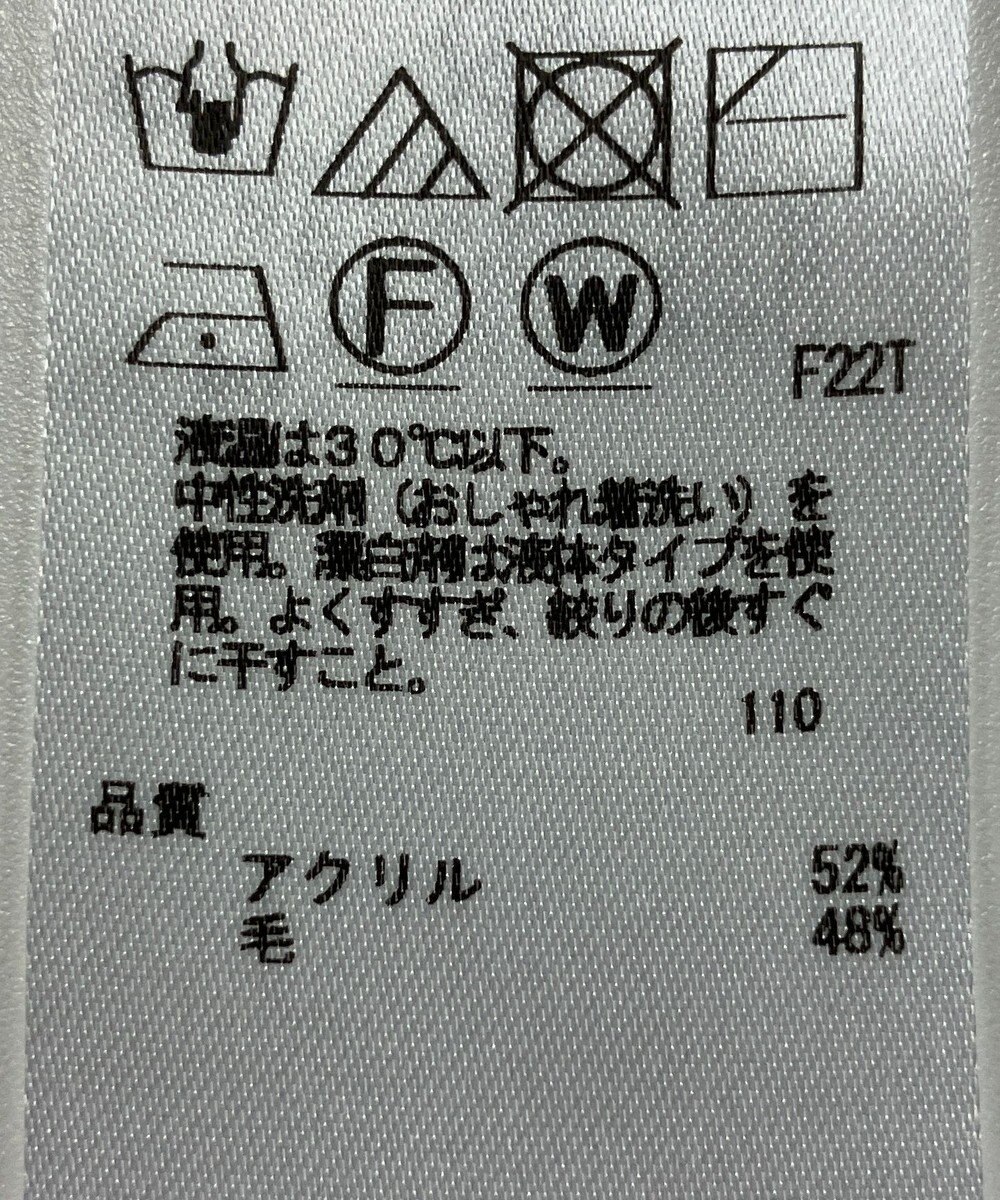 F W
F22T
液温は30℃以下。
中性洗剤(おしゃれ着洗い)を
使用。漂白剤は液体タイプを使
用。よくすすぎ、絞りの後すぐ
に干すこと。
110
品質
アクリル 52%
毛 48%